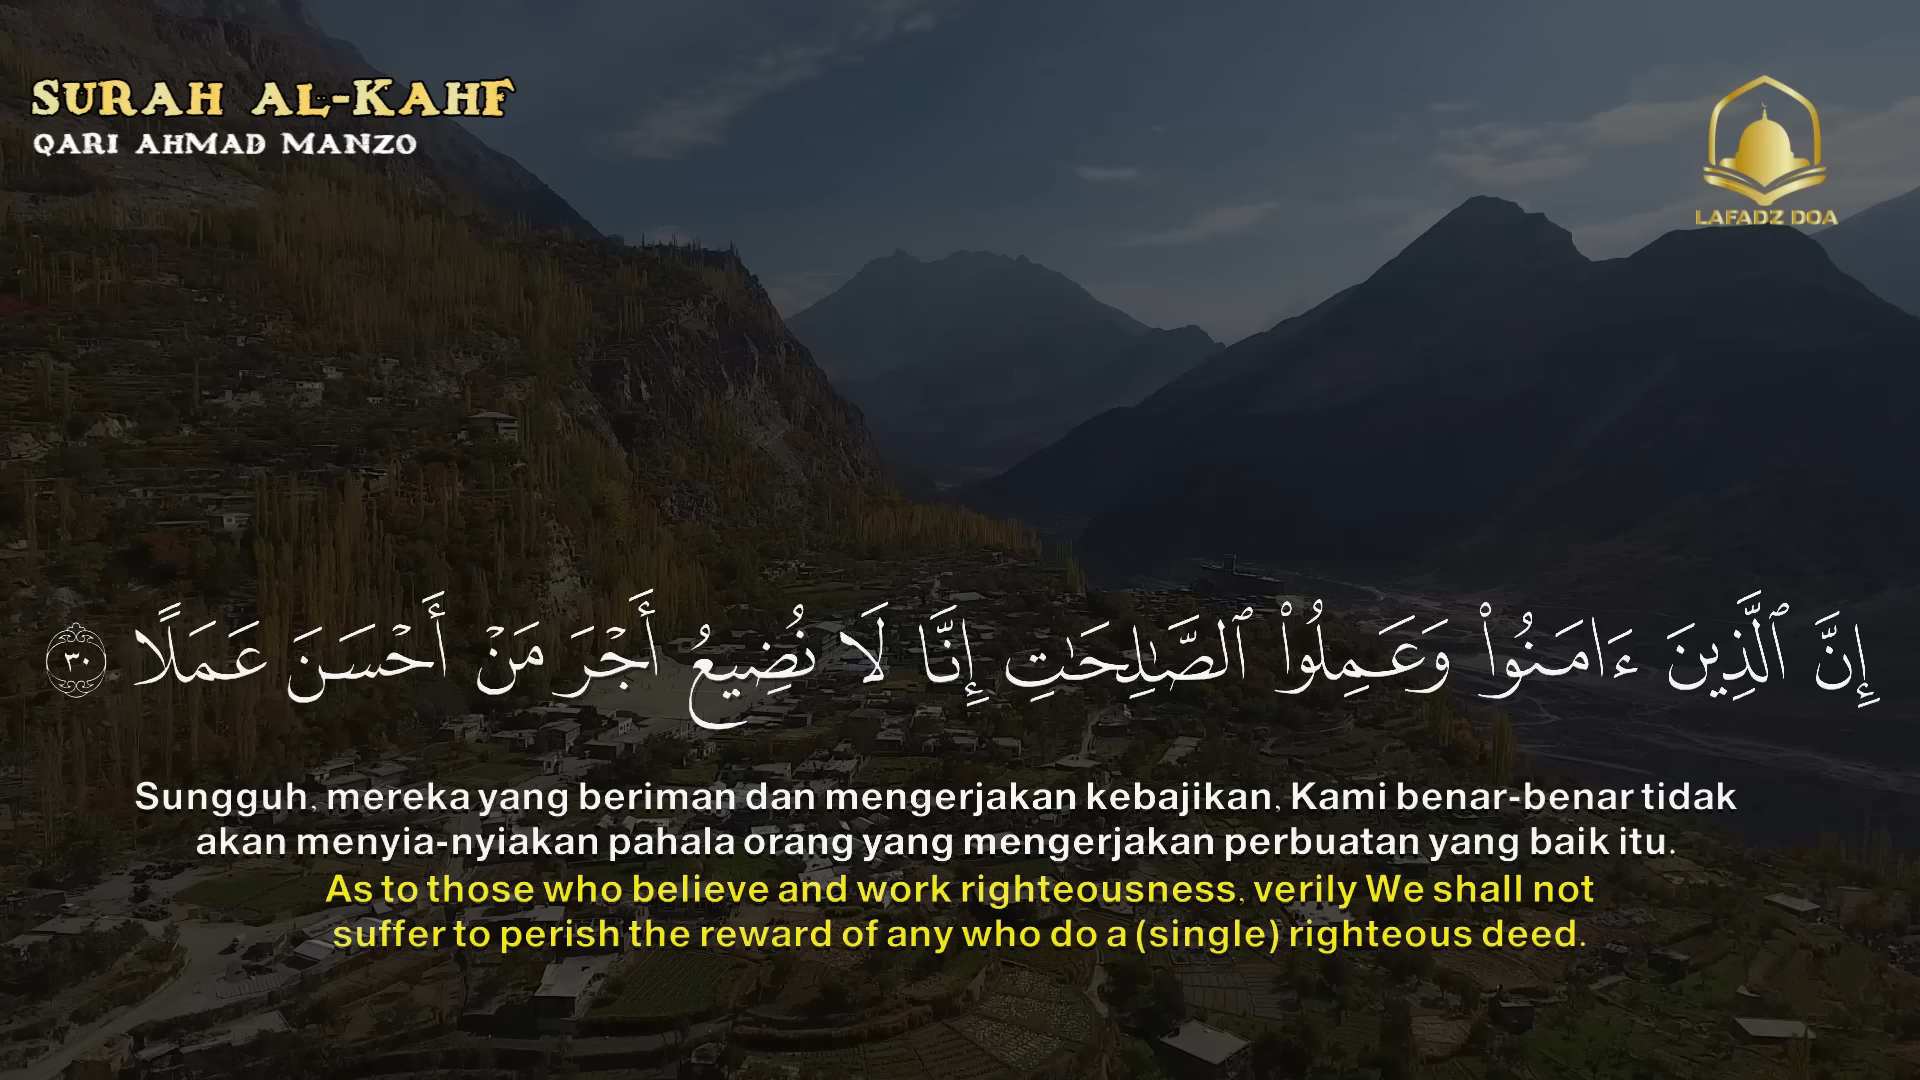 SURAH AL-KAHF
QARI AHMAD MANZO
LAFADZ DOA
إِنَّ ٱلَّذِينَ ءَامَنُوا۟ وَعَمِلُوا۟ ٱلصَّـٰلِحَـٰتِ إِنَّا لَا نُضِيعُ أَجْرَ مَنْ أَحْسَنَ عَمَلًا ٣٠
Sungguh, mereka yang beriman dan mengerjakan kebajikan, Kami benar-benar tidak
akan menyia-nyiakan pahala orang yang mengerjakan perbuatan yang baik itu.
As to those who believe and work righteousness, verily We shall not
suffer to perish the reward of any who do a (single) righteous deed.